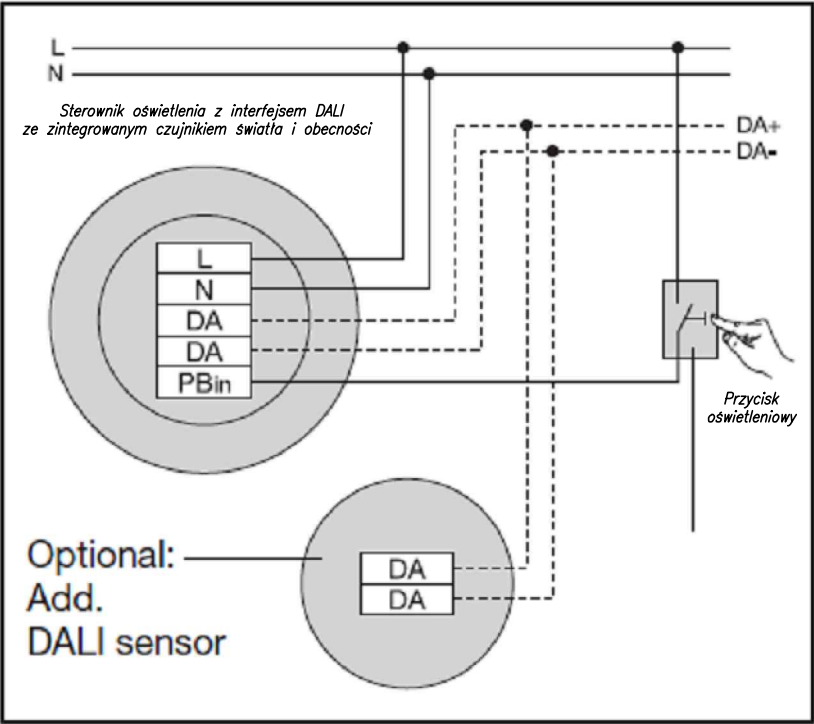 L
N
Sterownik oświetlenia z interfejsem DALI
ze zintegrowanym czujnikiem światła i obecności
DA+
DA-
L
N
DA
DA
PBin
Przycisk
oświetleniowy
Optional:
Add.
DALI sensor
DA
DA